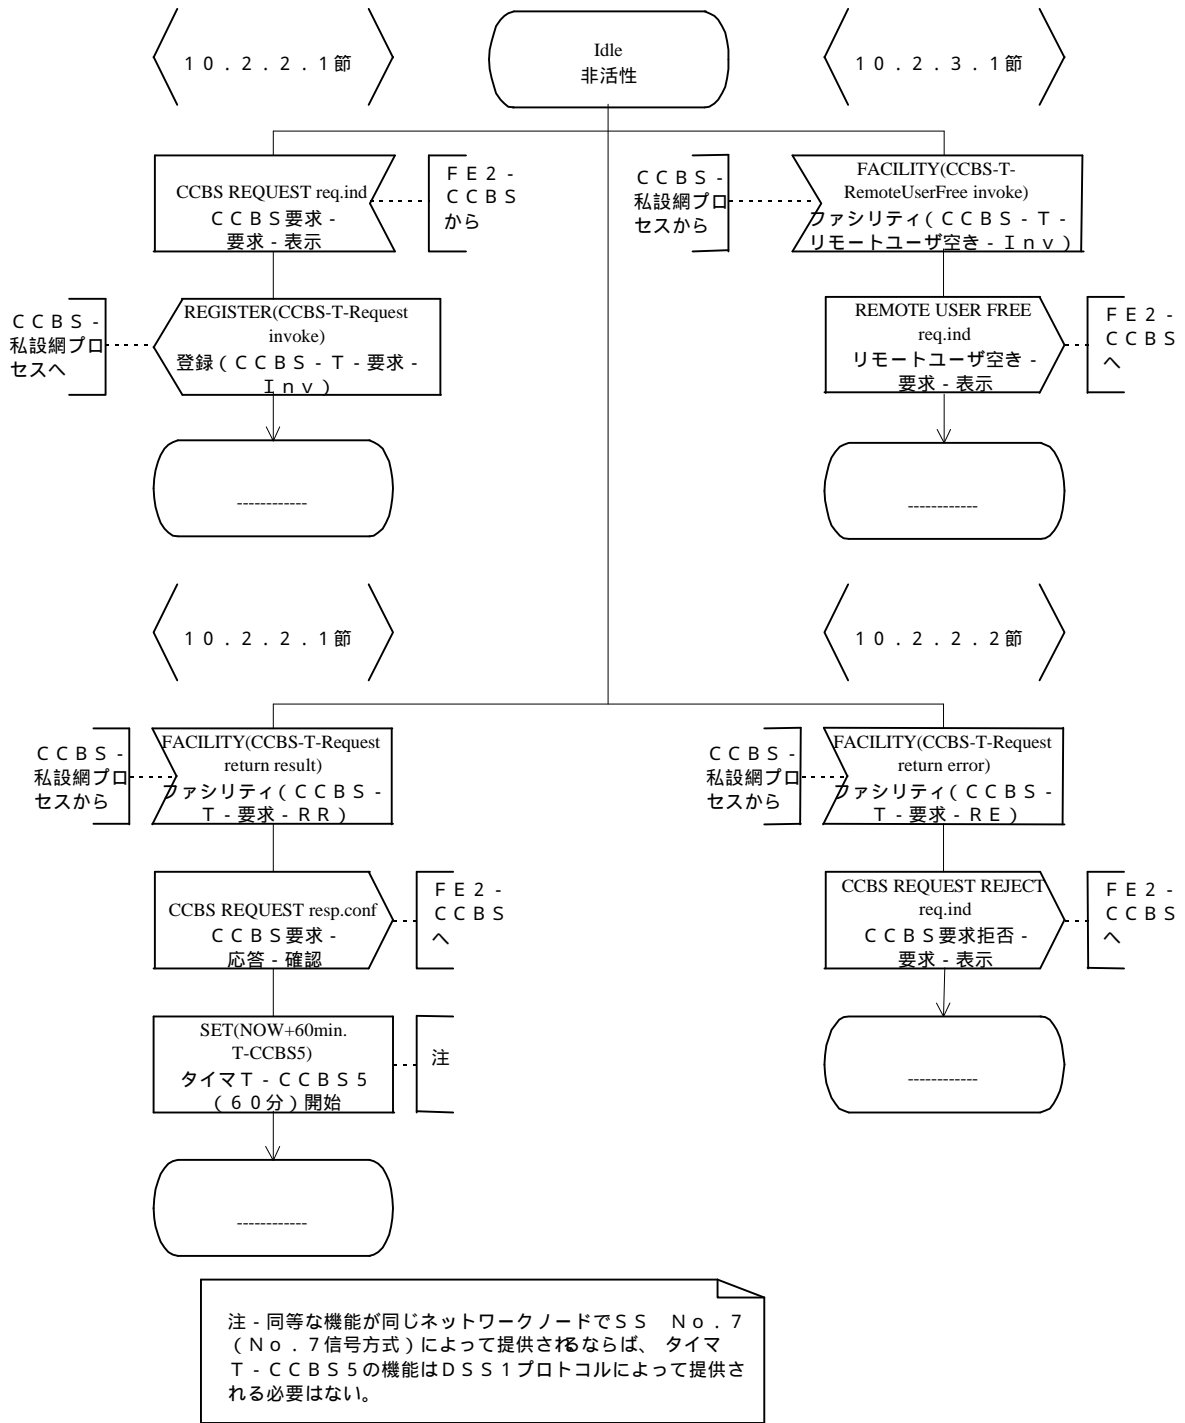 １０．２．２．１節
Idle
非活性
１０．２．３．１節
CCBS REQUEST req.ind
ＣＣＢＳ要求 -
要求 - 表示
ＦＥ２ -
ＣＣＢＳ
から
ＣＣＢＳ -
私設網プロ
セスから
FACILITY(CCBS-T-
RemoteUserFree invoke)
ファシリティ（ＣＣＢＳ - Ｔ -
リモートユーザ空き - Ｉｎｖ）
ＣＣＢＳ -
私設網プロ
セスへ
REGISTER(CCBS-T-Request
invoke)
登録（ＣＣＢＳ - Ｔ - 要求 -
Ｉｎｖ）
REMOTE USER FREE
req.ind
リモートユーザ空き -
要求 - 表示
ＦＥ２ -
ＣＣＢＳ
へ
------------
------------
１０．２．２．１節
１０．２．２．２節
ＣＣＢＳ -
私設網プロ
セスから
FACILITY(CCBS-T-Request
return result)
ファシリティ（ＣＣＢＳ -
Ｔ - 要求 - ＲＲ）
ＣＣＢＳ -
私設網プロ
セスから
FACILITY(CCBS-T-Request
return error)
ファシリティ（ＣＣＢＳ -
Ｔ - 要求 - ＲＥ）
CCBS REQUEST resp.conf
ＣＣＢＳ要求 -
応答 - 確認
ＦＥ２ -
ＣＣＢＳ
へ
CCBS REQUEST REJECT
req.ind
ＣＣＢＳ要求拒否 -
要求 - 表示
ＦＥ２ -
ＣＣＢＳ
へ
SET(NOW+60min.
T-CCBS5)
タイマＴ - ＣＣＢＳ５
（６０分）開始
注
------------
------------
注 - 同等な機能が同じネットワークノードでＳＳ　Ｎｏ．７
（Ｎｏ．７信号方式）によって提供されるならば、 タイマ
Ｔ - ＣＣＢＳ５の機能はＤＳＳ１プロトコルによって提供さ
れる必要はない。